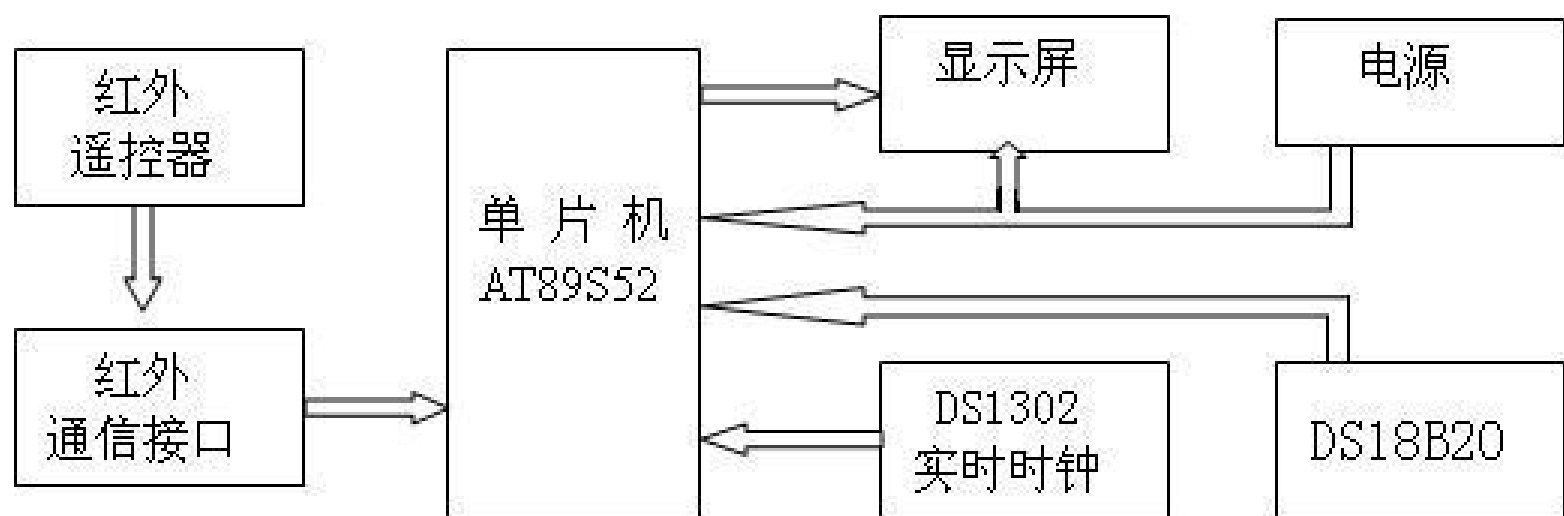 红外
遥控器
红外
通信接口
单片机
AT89S52
显示屏
电源
DS1302
实时时钟
DS18B20